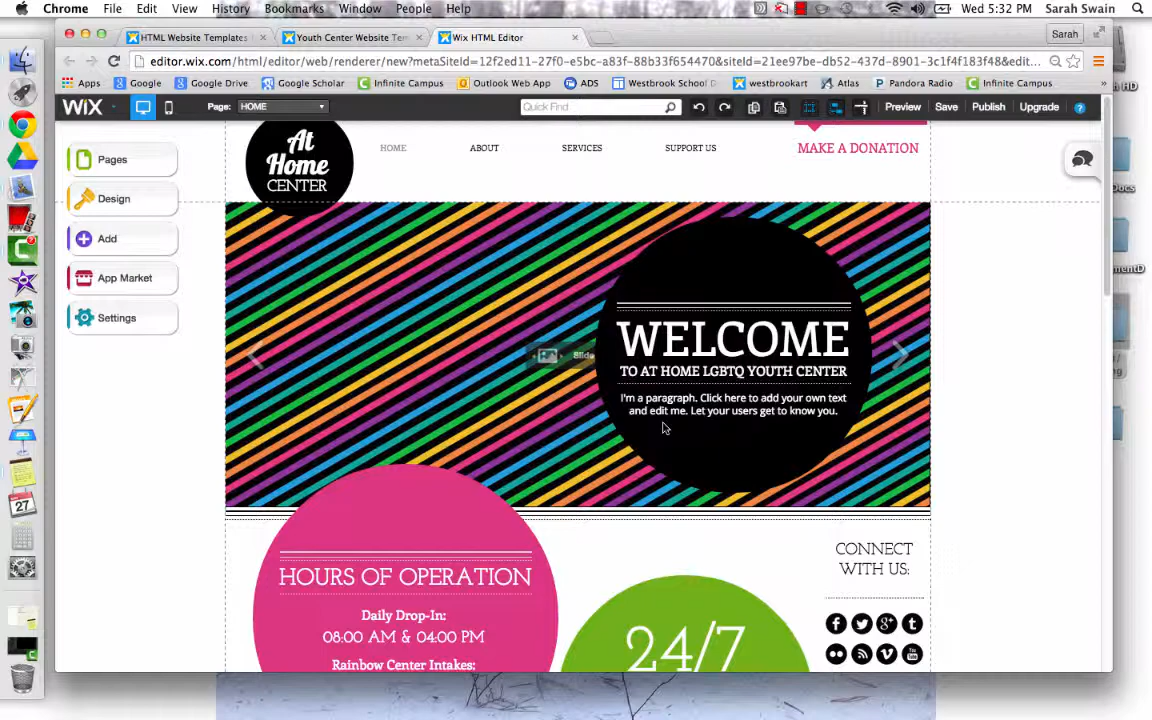 Chrome File Edit View History Bookmarks Window People Help
Wed 5:32 PM Sarah Swain
HTML Website Templates
Youth Center Website Tem
Wix HTML Editor
Sarah
editor.wix.com/html/editor/web/renderer/new?metaSiteId=12f2ed11-27f0-e5bc-a83f-88b33f654470&siteId=21ee97be-db52-437d-8901-3c1f4f183f48&edit...
Apps Google Google Drive Google Scholar Infinite Campus Outlook Web App ADS Westbrook School westbrookart Atlas Pandora Radio Infinite Campus »
WiX Page: HOME Quick Find Preview Save Publish Upgrade ?
Pages
Design
Add
App Market
Settings
At
Home
CENTER
HOME ABOUT SERVICES SUPPORT US MAKE A DONATION
WELCOME
TO AT HOME LGBTQ YOUTH CENTER
I'm a paragraph. Click here to add your own text
and edit me. Let your users get to know you.
Slide
HOURS OF OPERATION
Daily Drop-In:
08:00 AM & 04:00 PM
Rainbow Center Intakes:
24/7
CONNECT
WITH US:
HD
Docs
mentD
27